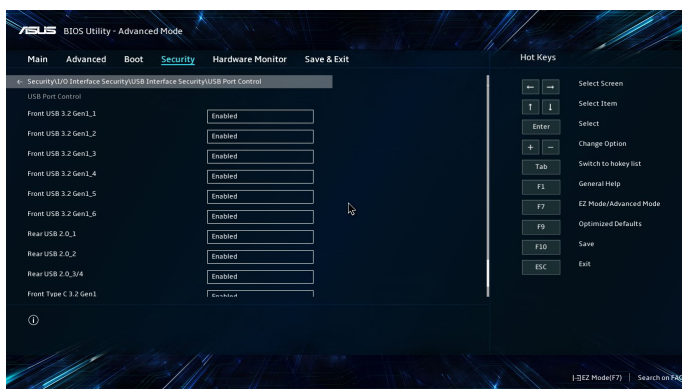 ASUS BIOS Utility - Advanced Mode
Main Advanced Boot Security Hardware Monitor Save & Exit
Hot Keys
← Security\I/O Interface Security\USB Interface Security\USB Port Control
USB Port Control
Front USB 3.2 Gen1_1 Enabled
Front USB 3.2 Gen1_2 Enabled
Front USB 3.2 Gen1_3 Enabled
Front USB 3.2 Gen1_4 Enabled
Front USB 3.2 Gen1_5 Enabled
Front USB 3.2 Gen1_6 Enabled
Rear USB 2.0_1 Enabled
Rear USB 2.0_2 Enabled
Rear USB 2.0_3/4 Enabled
Front Type C 3.2 Gen1 Enabled
← → Select Screen
↑ ↓ Select Item
Enter Select
+ − Change Option
Tab Switch to hokey list
F1 General Help
F7 EZ Mode/Advanced Mode
F9 Optimized Defaults
F10 Save
ESC Exit
EZ Mode(F7) | Search on FAQ